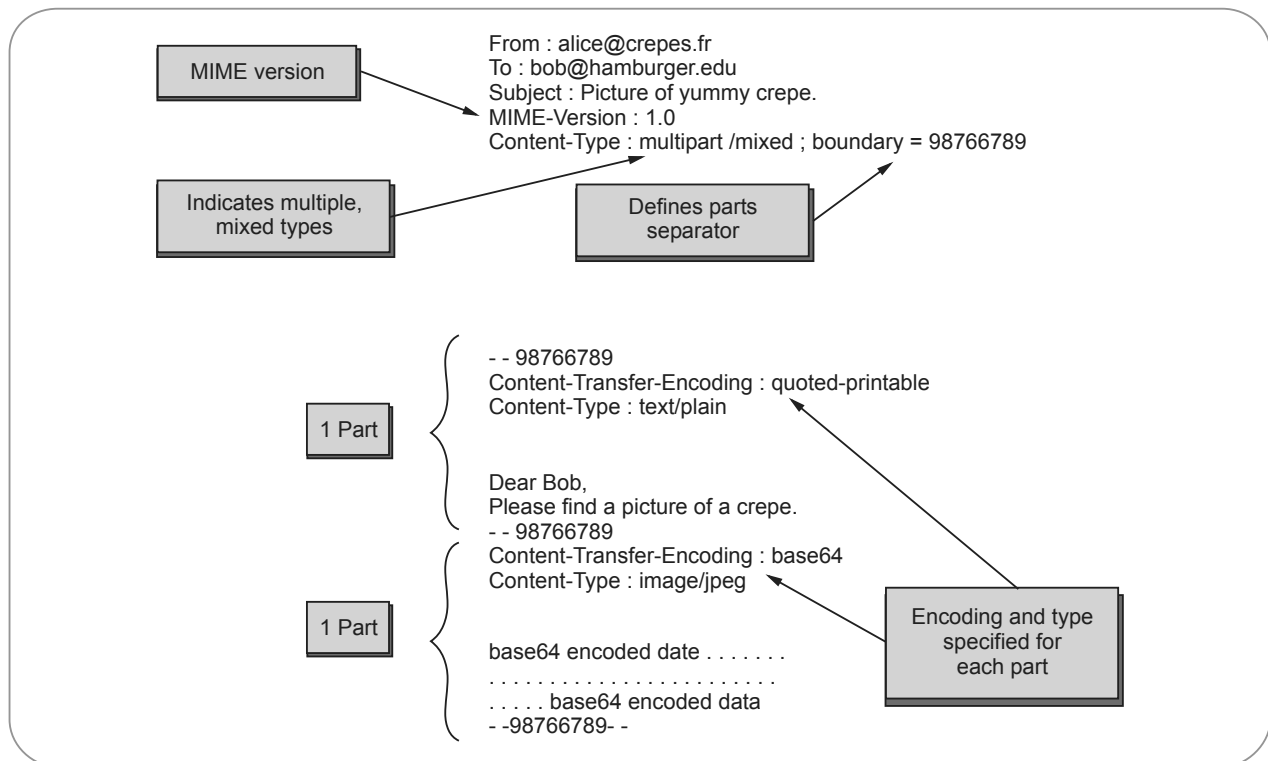 From : alice@crepes.fr
To : bob@hamburger.edu
Subject : Picture of yummy crepe.
MIME-Version : 1.0
Content-Type : multipart /mixed ; boundary = 98766789
MIME version
Indicates multiple,
mixed types
Defines parts
separator
1 Part
- - 98766789
Content-Transfer-Encoding : quoted-printable
Content-Type : text/plain
Dear Bob,
Please find a picture of a crepe.
1 Part
- - 98766789
Content-Transfer-Encoding : base64
Content-Type : image/jpeg
base64 encoded date . . . . . . .
. . . . . . . . . . . . . . . . . . . . . . . .
. . . . . base64 encoded data
- -98766789- -
Encoding and type
specified for
each part